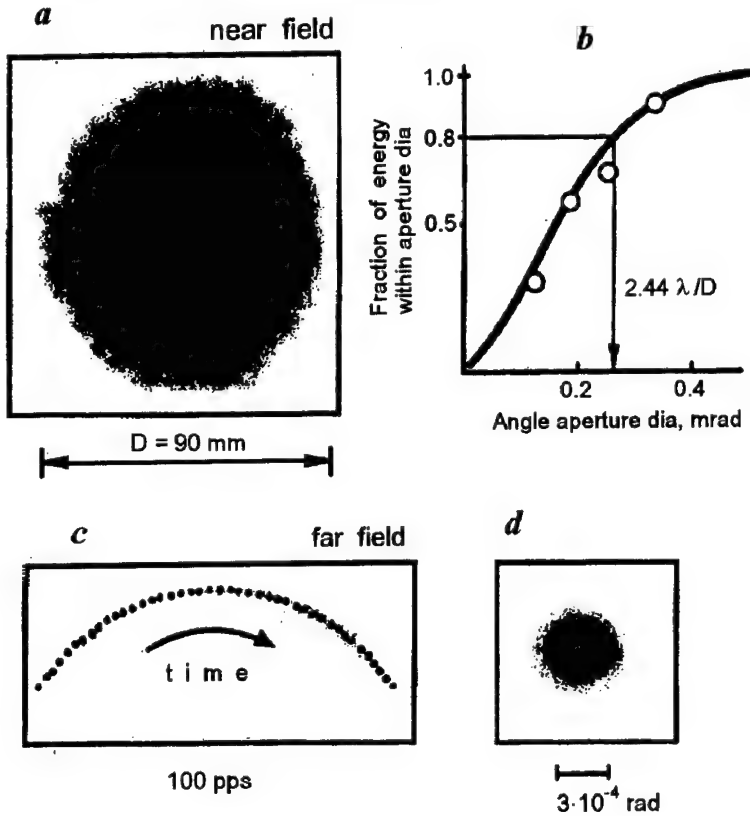 a
near field
D = 90 mm
b
Fraction of energy
within aperture dia
1.0
0.8
0.5
2.44 λ/D
0.2
0.4
Angle aperture dia, mrad
c
far field
time
100 pps
d
3·10⁻⁴ rad